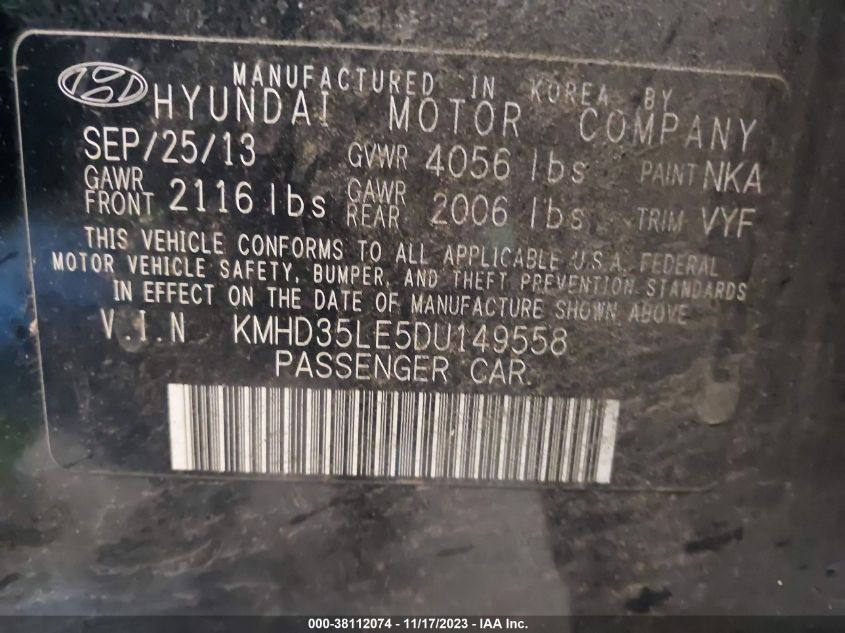 MANUFACTURED IN KOREA BY
HYUNDAI MOTOR COMPANY
SEP/25/13 GVWR 4056 lbs PAINT NKA
GAWR FRONT 2116 lbs GAWR REAR 2006 lbs TRIM VYF
THIS VEHICLE CONFORMS TO ALL APPLICABLE U.S.A. FEDERAL
MOTOR VEHICLE SAFETY, BUMPER, AND THEFT PREVENTION STANDARDS
IN EFFECT ON THE DATE OF MANUFACTURE SHOWN ABOVE
V.I.N KMHD35LE5DU149558
PASSENGER CAR.
000-38112074 - 11/17/2023 - IAA Inc.